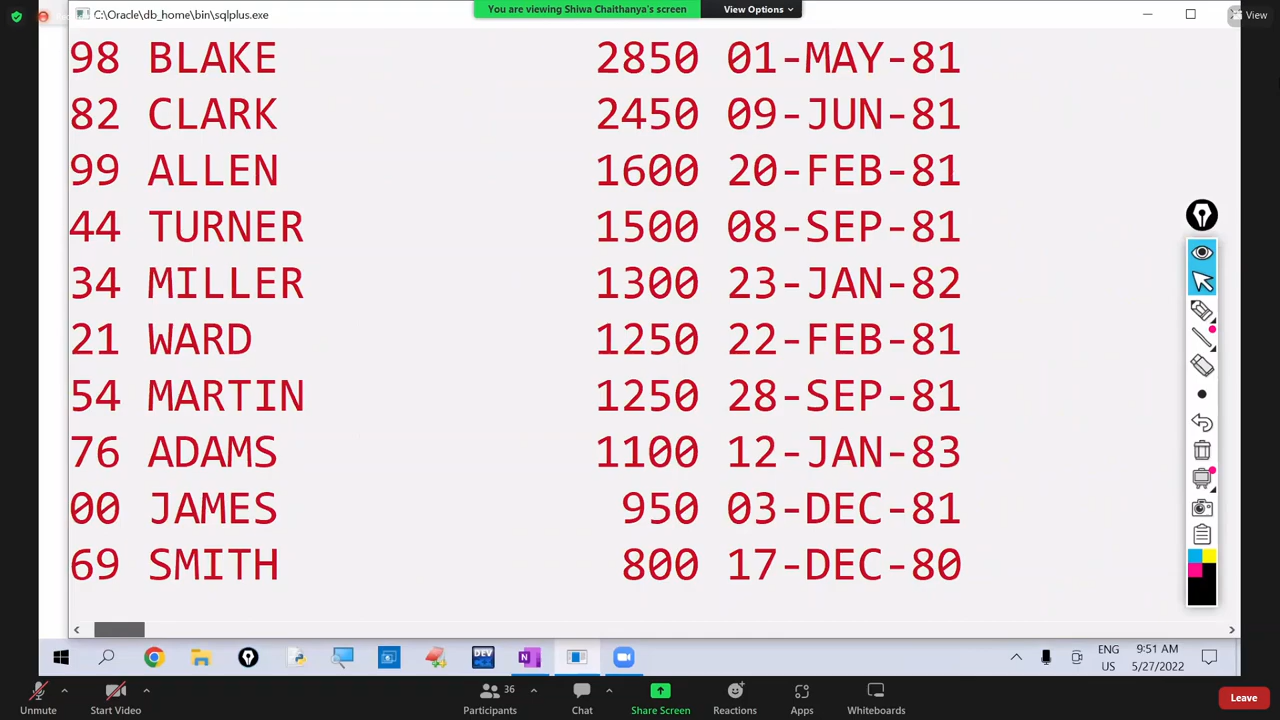 C:\Oracle\db_home\bin\sqlplus.exe
You are viewing Shiwa Chaithanya's screen
View Options
View
98 BLAKE 2850 01-MAY-81
82 CLARK 2450 09-JUN-81
99 ALLEN 1600 20-FEB-81
44 TURNER 1500 08-SEP-81
34 MILLER 1300 23-JAN-82
21 WARD 1250 22-FEB-81
54 MARTIN 1250 28-SEP-81
76 ADAMS 1100 12-JAN-83
00 JAMES 950 03-DEC-81
69 SMITH 800 17-DEC-80
DEV
N
ENG
US
9:51 AM
5/27/2022
Unmute
Start Video
36
Participants
Chat
Share Screen
Reactions
Apps
Whiteboards
Leave